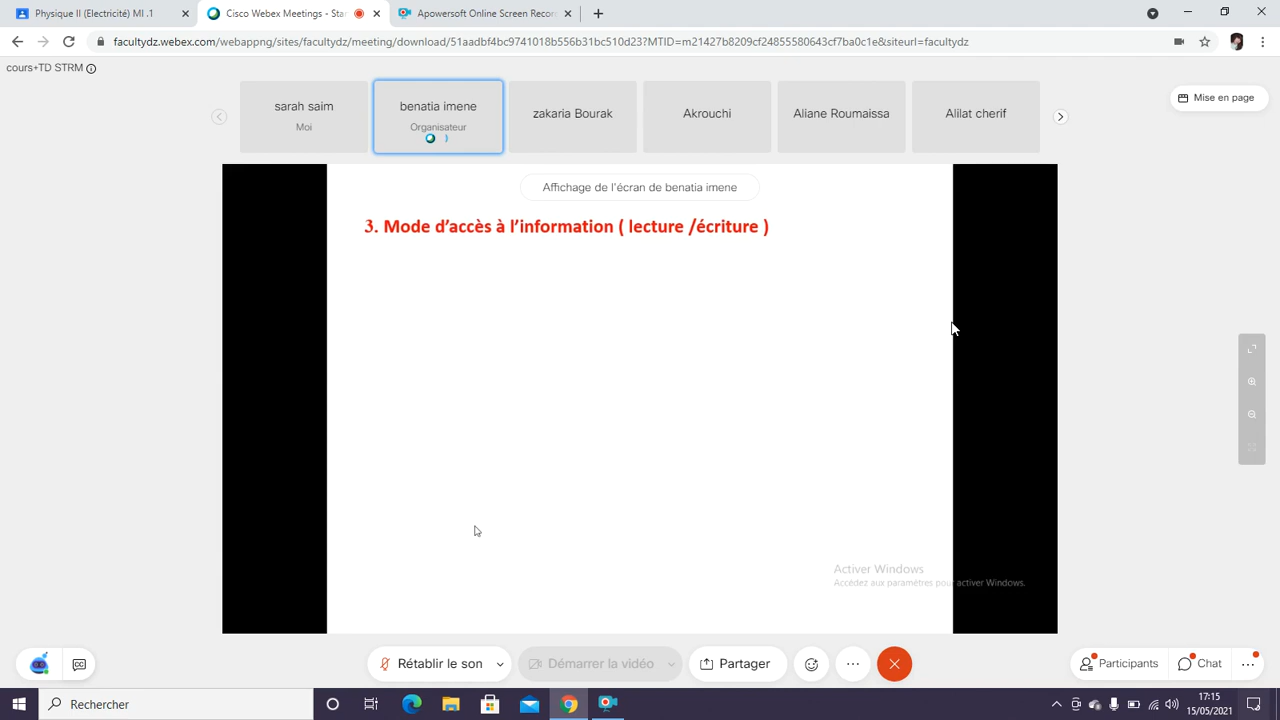 Physique II (Electricité) MI .1
Cisco Webex Meetings - Star
Apowersoft Online Screen Recor
facultydz.webex.com/webappng/sites/facultydz/meeting/download/51aadbf4bc9741018b556b31bc510d23?MTID=m21427b8209cf24855580643cf7ba0c1e&siteurl=facultydz
cours+TD STRM
sarah saim
Moi
benatia imene
Organisateur
zakaria Bourak
Akrouchi
Aliane Roumaissa
Alilat cherif
Mise en page
Affichage de l'écran de benatia imene
3. Mode d’accès à l’information ( lecture /écriture )
Activer Windows
Accédez aux paramètres pour activer Windows.
Rétablir le son
Démarrer la vidéo
Partager
Participants
Chat
Rechercher
17:15
15/05/2021